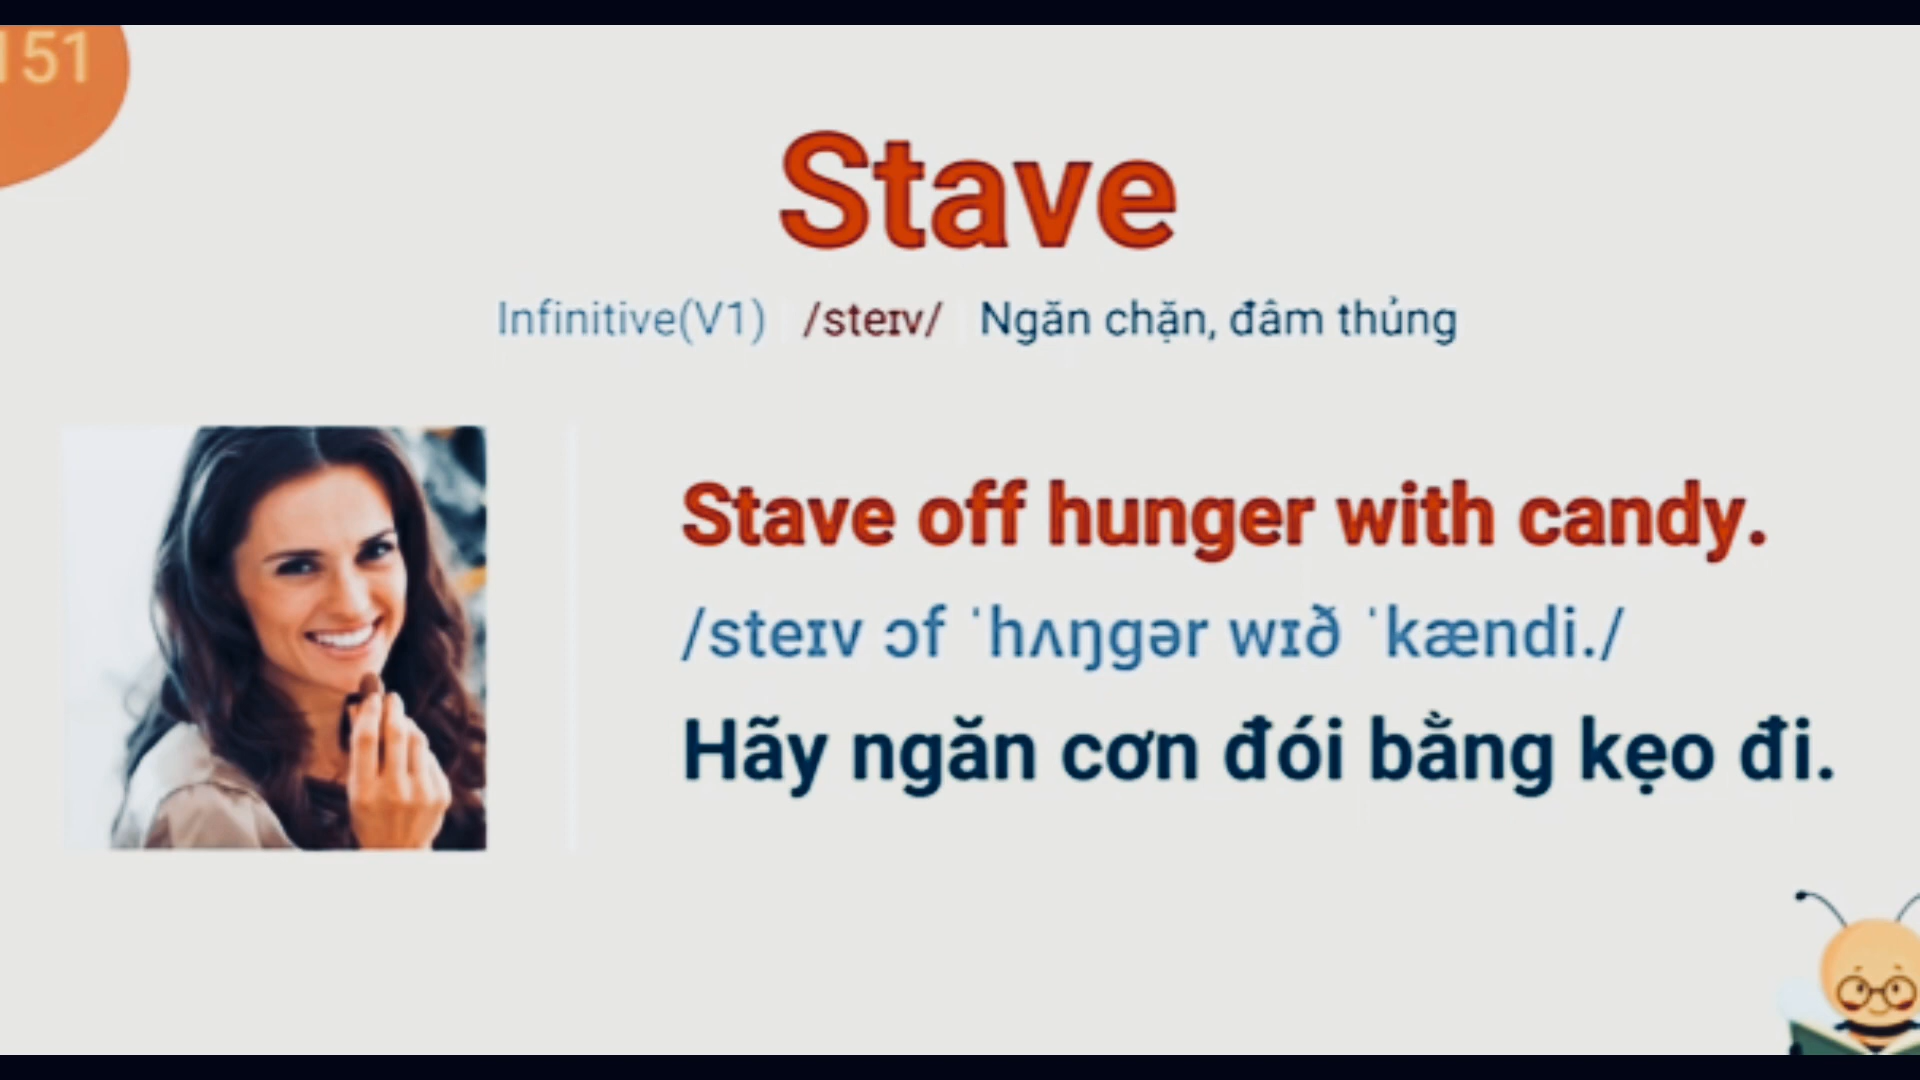 151
Stave
Infinitive(V1) /steɪv/ Ngăn chặn, đâm thủng
Stave off hunger with candy.
/steɪv ɔf ˈhʌŋgər wɪð ˈkændi./
Hãy ngăn cơn đói bằng kẹo đi.